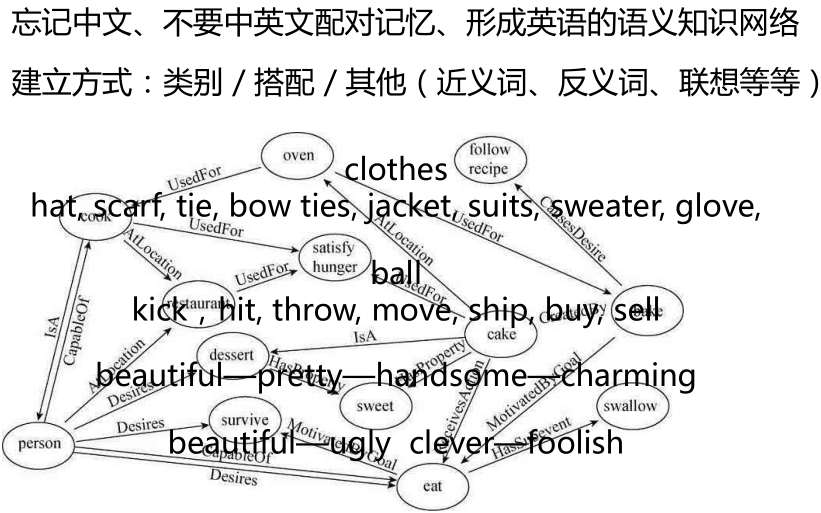 忘记中文、不要中英文配对记忆、形成英语的语义知识网络
建立方式：类别 / 搭配 / 其他（近义词、反义词、联想等等）
oven
follow
recipe
clothes
UsedFor
hat, scarf, tie, bow ties, jacket, suits, sweater, glove,
cook
UsedFor
AtLocation
UsedFor
CausesDesire
AtLocation
satisfy
hunger
UsedFor
UsedFor
ball
restaurant
kick , hit, throw, move, ship, buy, sell
CreatedBy
bake
IsA
CapableOf
cake
IsA
dessert
AtLocation
HasProperty
HasProperty
beautiful—pretty—handsome—charming
Desires
sweet
ReceivesAction
MotivatedByGoal
swallow
survive
Desires
person
beautiful—ugly  clever—foolish
MotivatedByGoal
HasSubevent
CapableOf
Desires
eat